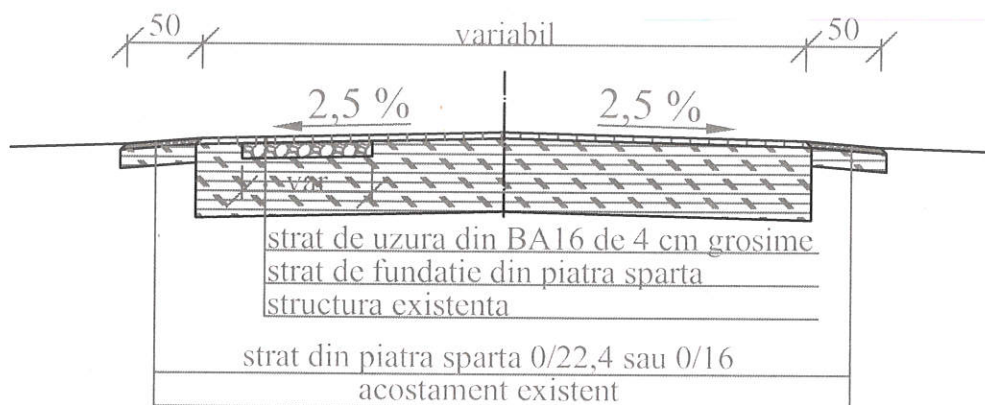 50 variabil 50
2,5 % 2,5 %
var
strat de uzura din BA16 de 4 cm grosime
strat de fundatie din piatra sparta
structura existenta
strat din piatra sparta 0/22,4 sau 0/16
acostament existent